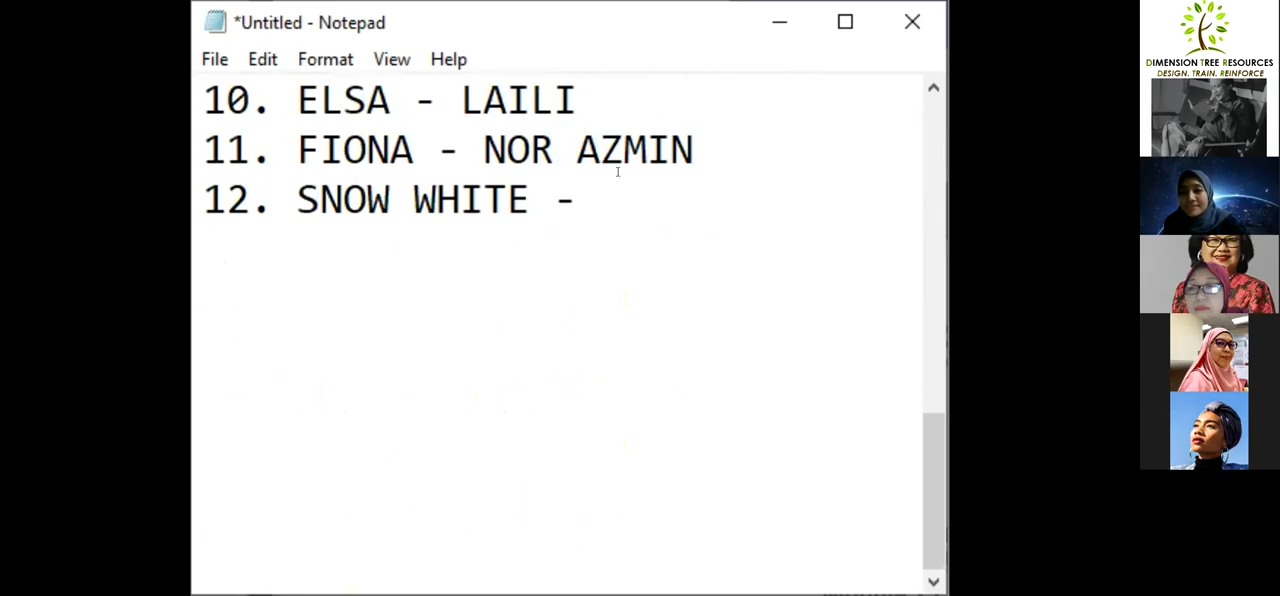 *Untitled - Notepad
File Edit Format View Help
10. ELSA - LAILI
11. FIONA - NOR AZMIN
12. SNOW WHITE -
DIMENSION TREE RESOURCES
DESIGN. TRAIN. REINFORCE